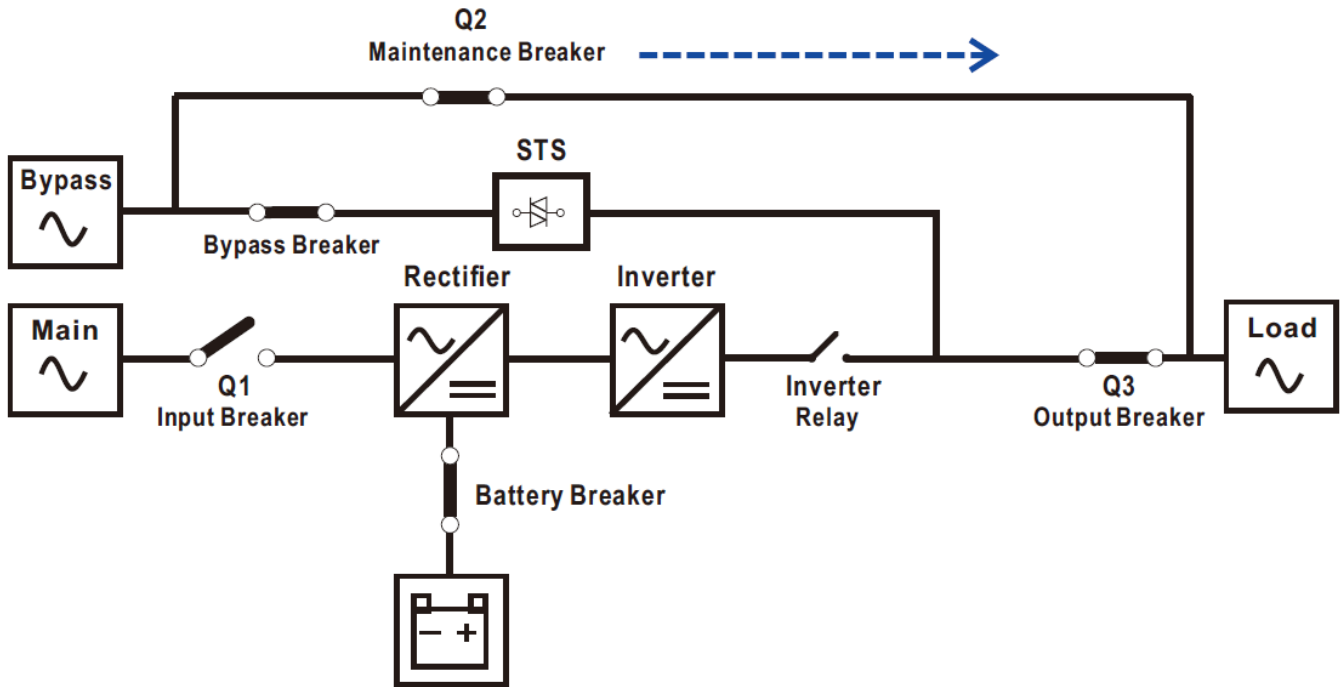 Q2
Maintenance Breaker
STS
Bypass
Bypass Breaker
Rectifier
Inverter
Main
Load
Q1
Input Breaker
Inverter
Relay
Q3
Output Breaker
Battery Breaker